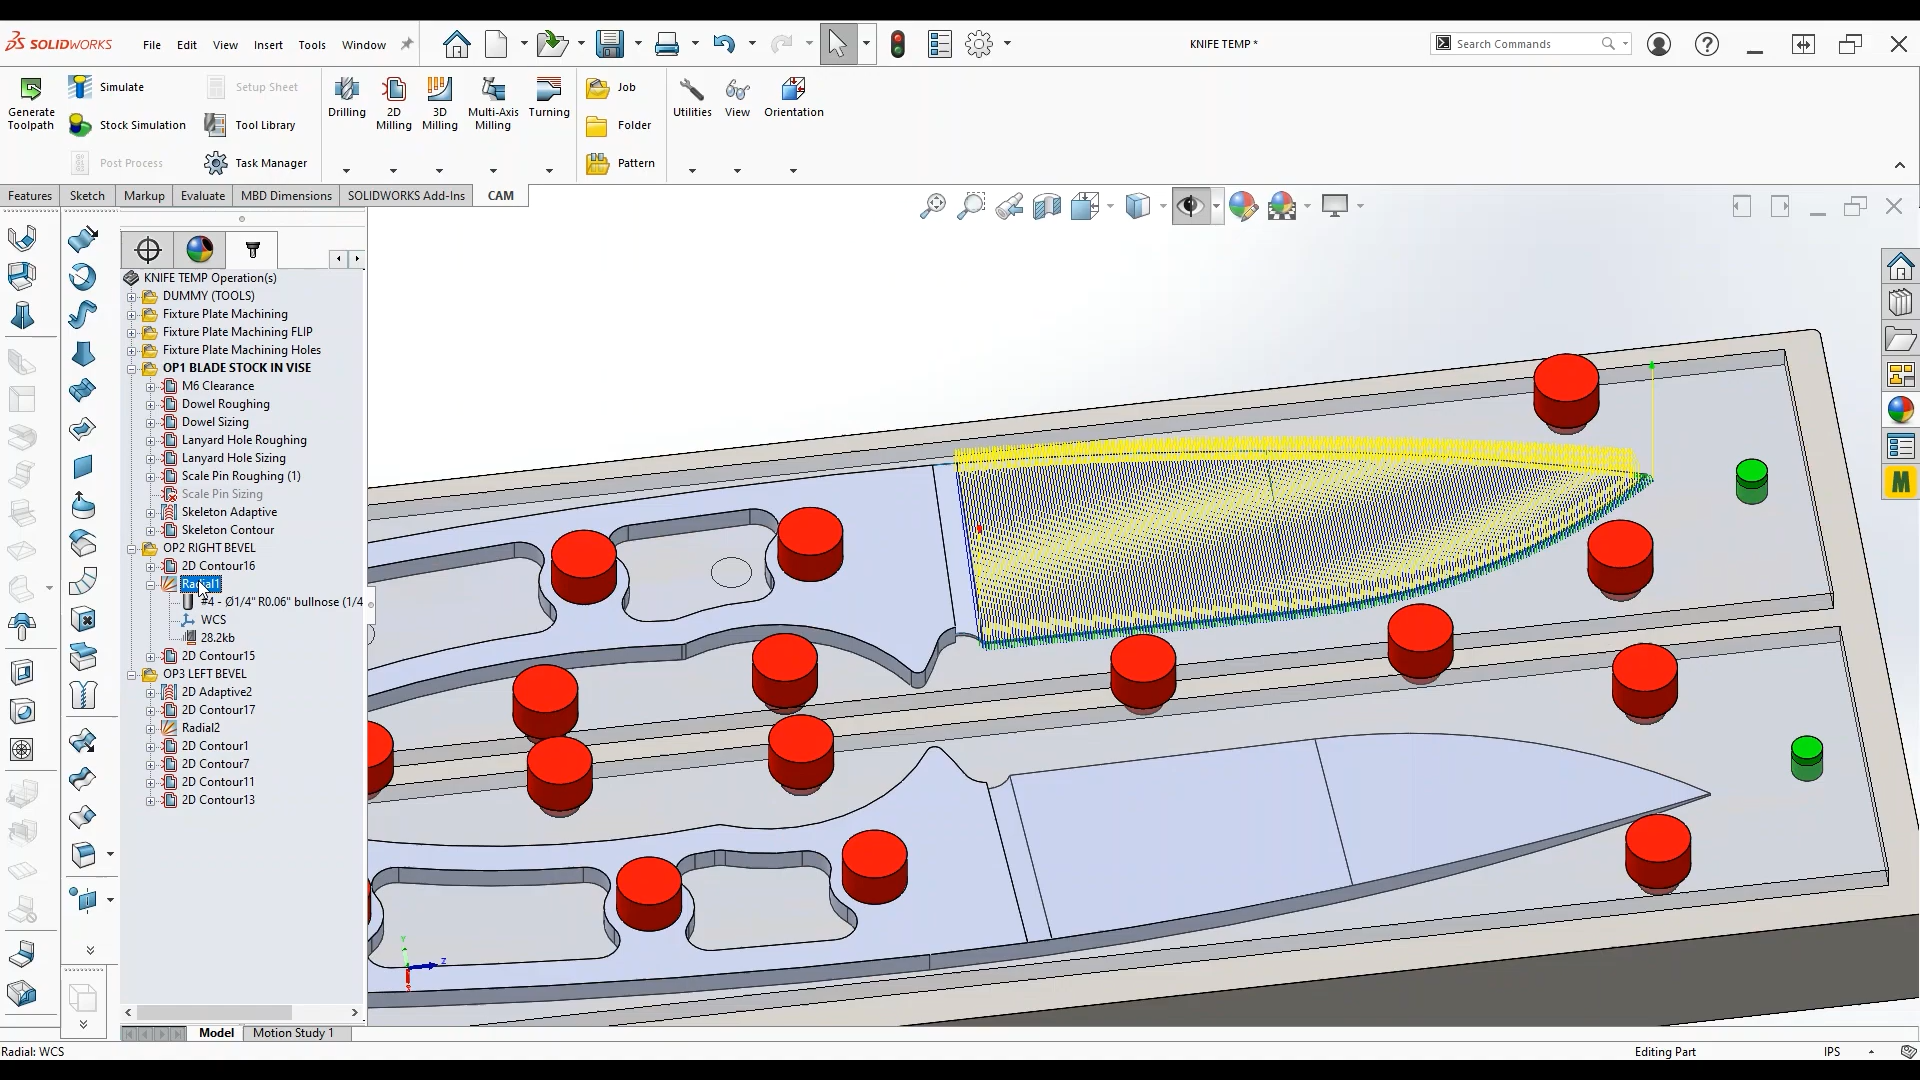 SOLIDWORKS
File Edit View Insert Tools Window
KNIFE TEMP *
Search Commands
Generate Toolpath
Simulate
Stock Simulation
Post Process
Setup Sheet
Tool Library
Task Manager
Drilling
2D Milling
3D Milling
Multi-Axis Milling
Turning
Job
Folder
Pattern
Utilities
View
Orientation
Features Sketch Markup Evaluate MBD Dimensions SOLIDWORKS Add-Ins CAM
KNIFE TEMP Operation(s)
DUMMY (TOOLS)
Fixture Plate Machining
Fixture Plate Machining FLIP
Fixture Plate Machining Holes
OP1 BLADE STOCK IN VISE
M6 Clearance
Dowel Roughing
Dowel Sizing
Lanyard Hole Roughing
Lanyard Hole Sizing
Scale Pin Roughing (1)
Scale Pin Sizing
Skeleton Adaptive
Skeleton Contour
OP2 RIGHT BEVEL
2D Contour16
Radial1
#4 - Ø1/4" R0.06" bullnose (1/4
WCS
28.2kb
2D Contour15
OP3 LEFT BEVEL
2D Adaptive2
2D Contour17
Radial2
2D Contour1
2D Contour7
2D Contour11
2D Contour13
M
Y
Z
Model Motion Study 1
Radial: WCS
Editing Part
IPS